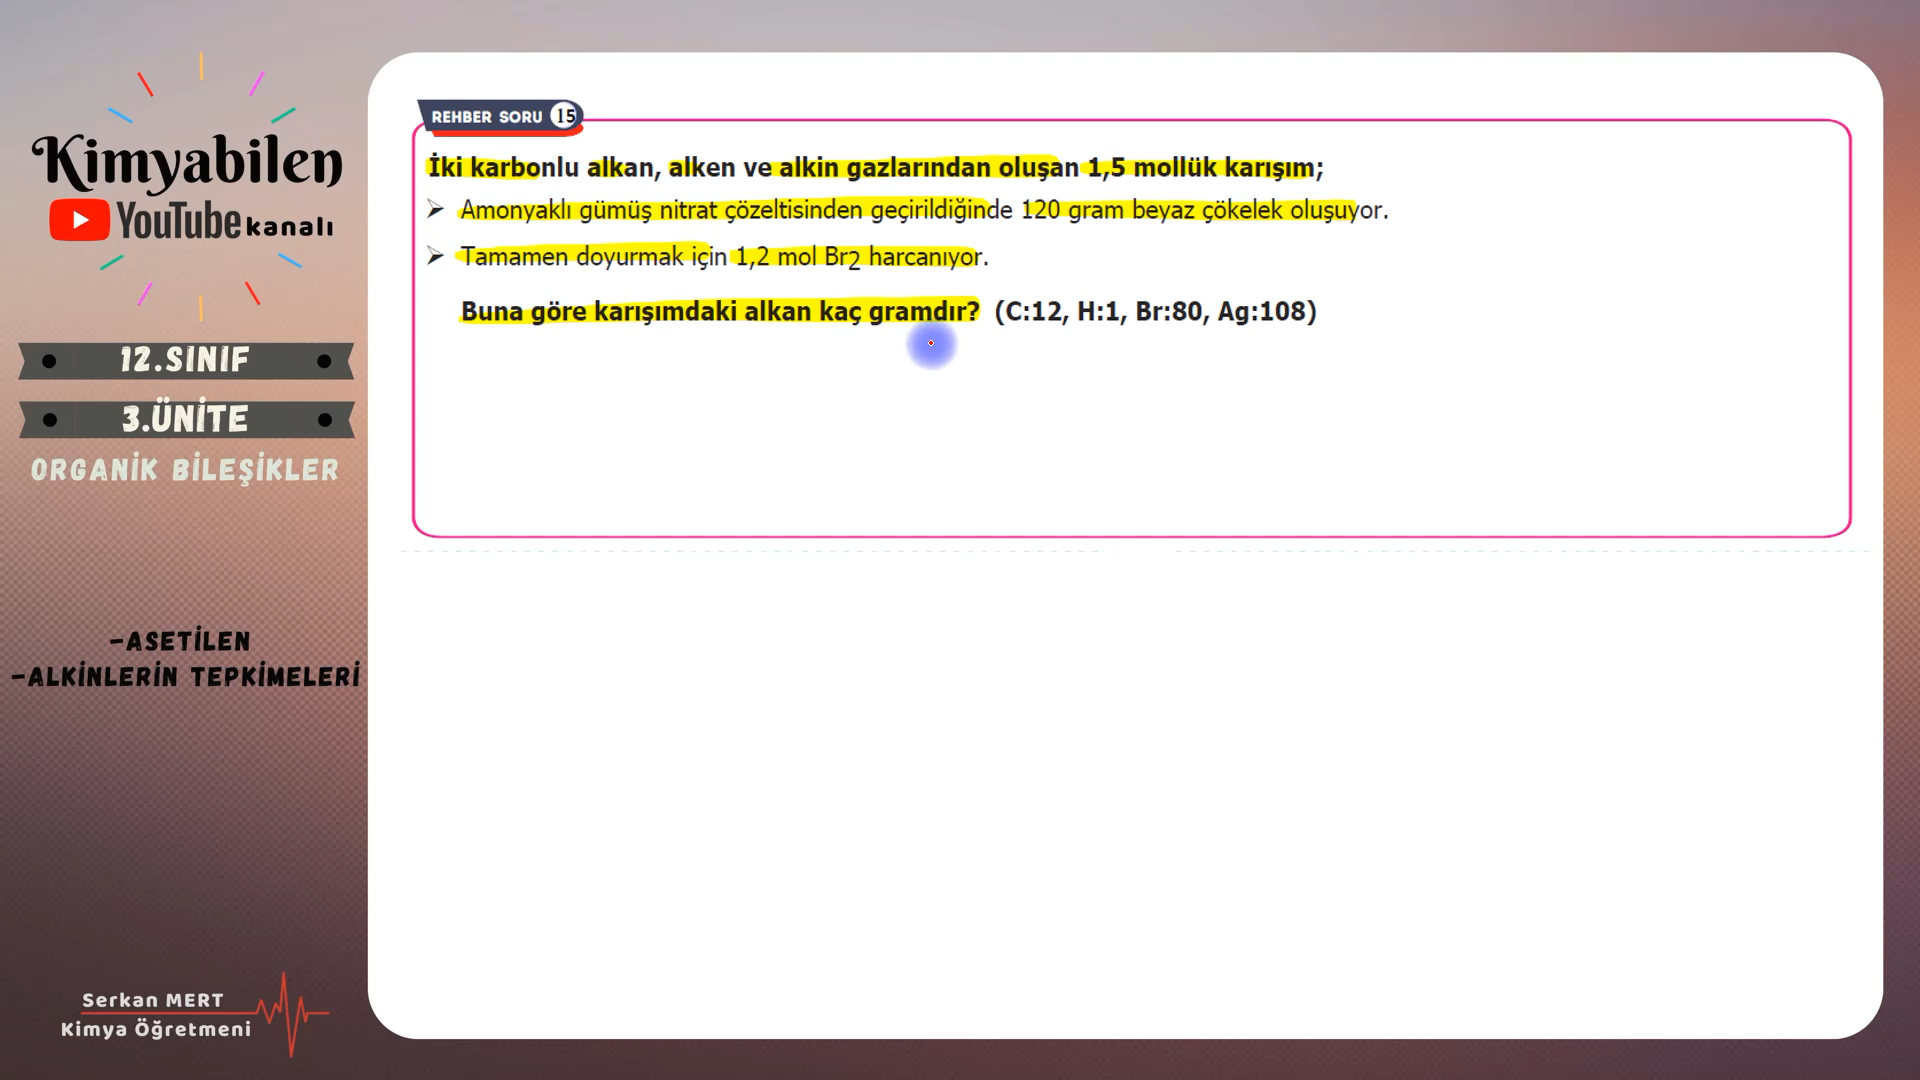 Kimyabilen
YouTube kanalı
12.SINIF
3.ÜNİTE
ORGANİK BİLEŞİKLER
-ASETİLEN
-ALKİNLERİN TEPKİMELERİ
Serkan MERT
Kimya Öğretmeni
REHBER SORU 15
İki karbonlu alkan, alken ve alkin gazlarından oluşan 1,5 mollük karışım;
➢ Amonyaklı gümüş nitrat çözeltisinden geçirildiğinde 120 gram beyaz çökelek oluşuyor.
➢ Tamamen doyurmak için 1,2 mol Br2 harcanıyor.
Buna göre karışımdaki alkan kaç gramdır? (C:12, H:1, Br:80, Ag:108)